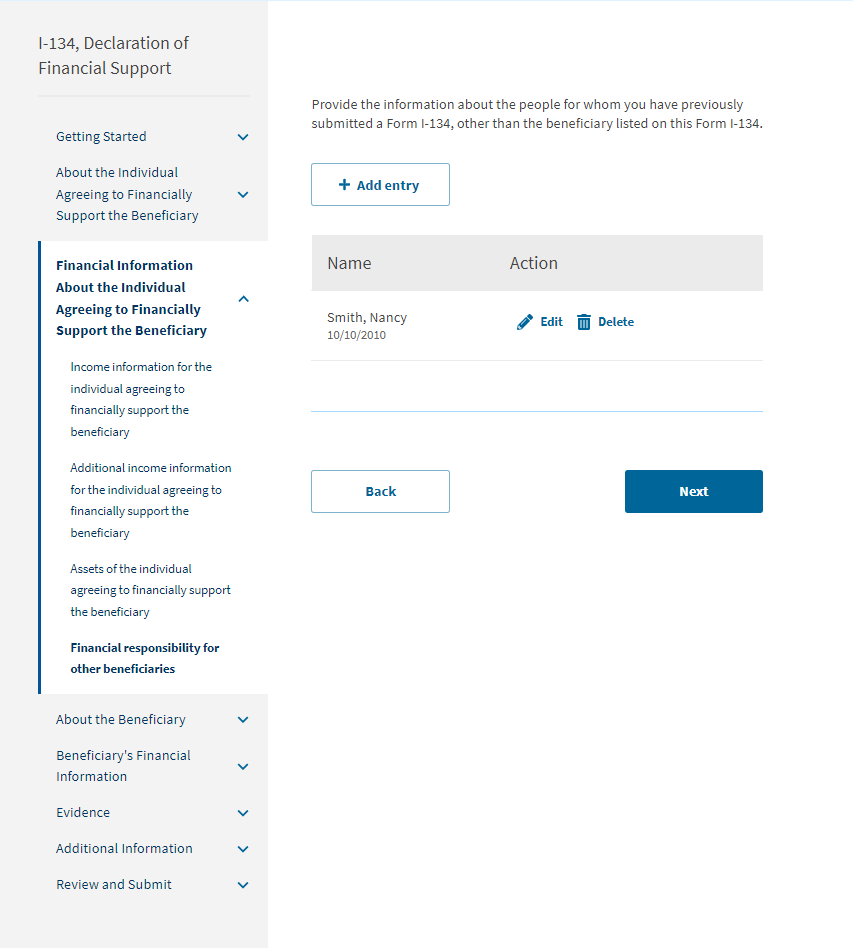 I-134, Declaration of
Financial Support
Getting Started
About the Individual
Agreeing to Financially
Support the Beneficiary
Financial Information
About the Individual
Agreeing to Financially
Support the Beneficiary
Income information for the
individual agreeing to
financially support the
beneficiary
Additional income information
for the individual agreeing to
financially support the
beneficiary
Assets of the individual
agreeing to financially support
the beneficiary
Financial responsibility for
other beneficiaries
About the Beneficiary
Beneficiary's Financial
Information
Evidence
Additional Information
Review and Submit
Provide the information about the people for whom you have previously
submitted a Form I-134, other than the beneficiary listed on this Form I-134.
+ Add entry
Name Action
Smith, Nancy
10/10/2010
Edit Delete
Back Next